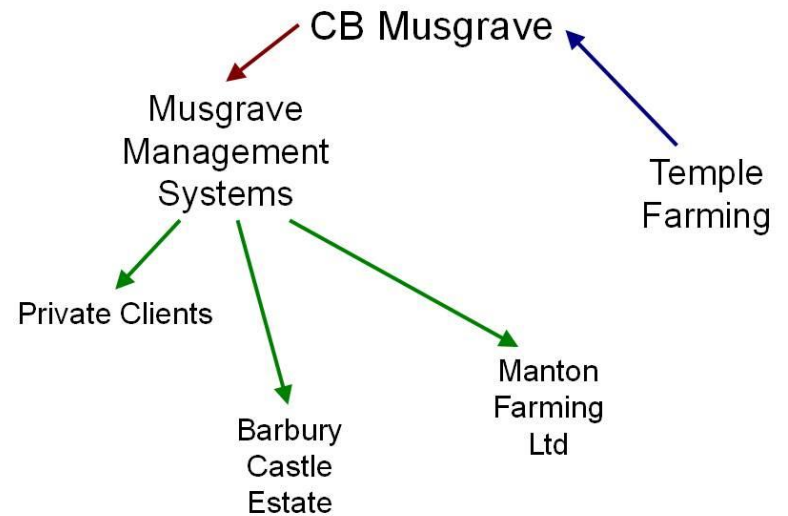 CB Musgrave
Musgrave
Management
Systems
Temple
Farming
Private Clients
Manton
Farming
Ltd
Barbury
Castle
Estate